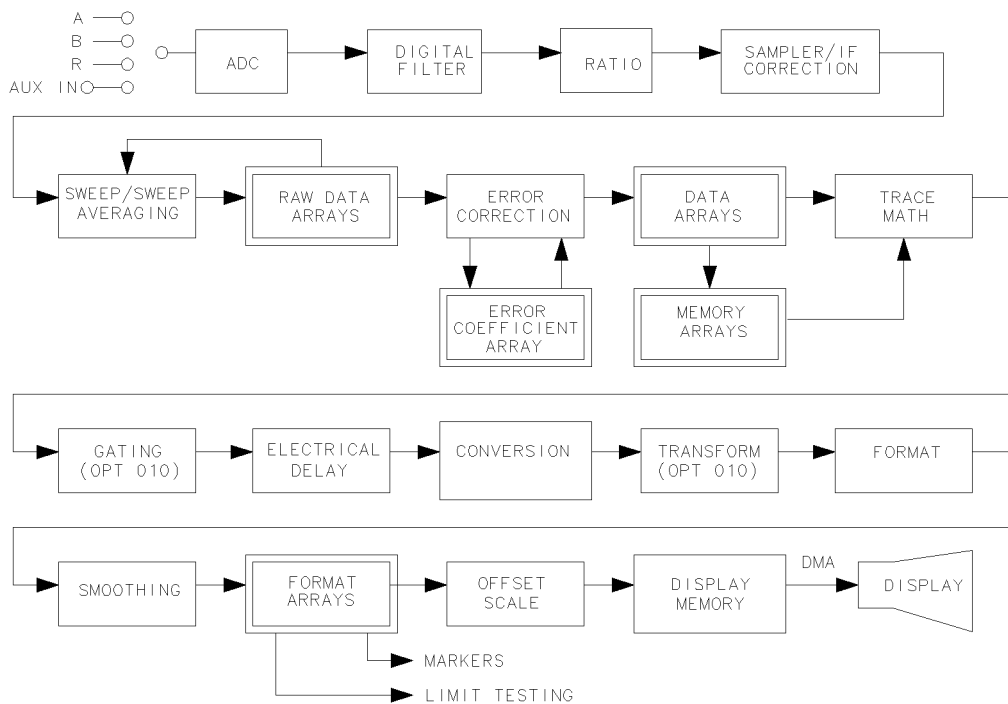 A
B
R
AUX IN
ADC
DIGITAL
FILTER
RATIO
SAMPLER/IF
CORRECTION
SWEEP/SWEEP
AVERAGING
RAW DATA
ARRAYS
ERROR
CORRECTION
DATA
ARRAYS
TRACE
MATH
ERROR
COEFFICIENT
ARRAY
MEMORY
ARRAYS
GATING
(OPT 010)
ELECTRICAL
DELAY
CONVERSION
TRANSFORM
(OPT 010)
FORMAT
SMOOTHING
FORMAT
ARRAYS
OFFSET
SCALE
DISPLAY
MEMORY
DMA
DISPLAY
MARKERS
LIMIT TESTING